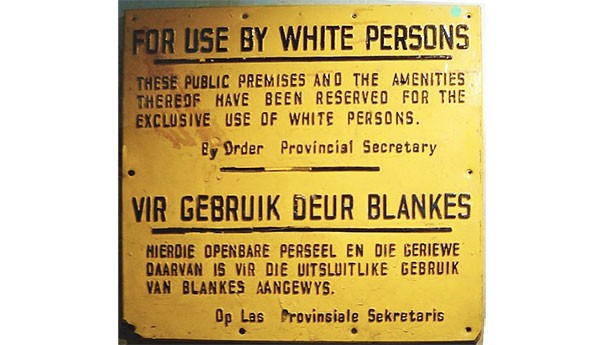 FOR USE BY WHITE PERSONS
THESE PUBLIC PREMISES AND THE AMENITIES
THEREOF HAVE BEEN RESERVED FOR THE
EXCLUSIVE USE OF WHITE PERSONS.
By Order Provincial Secretary
VIR GEBRUIK DEUR BLANKES
HIERDIE OPENBARE PERSEEL EN DIE GERIEWE
DAARVAN IS VIR DIE UITSLUITLIKE GEBRUIK
VAN BLANKES AANGEWYS.
Op Las Provinsiale Sekretaris